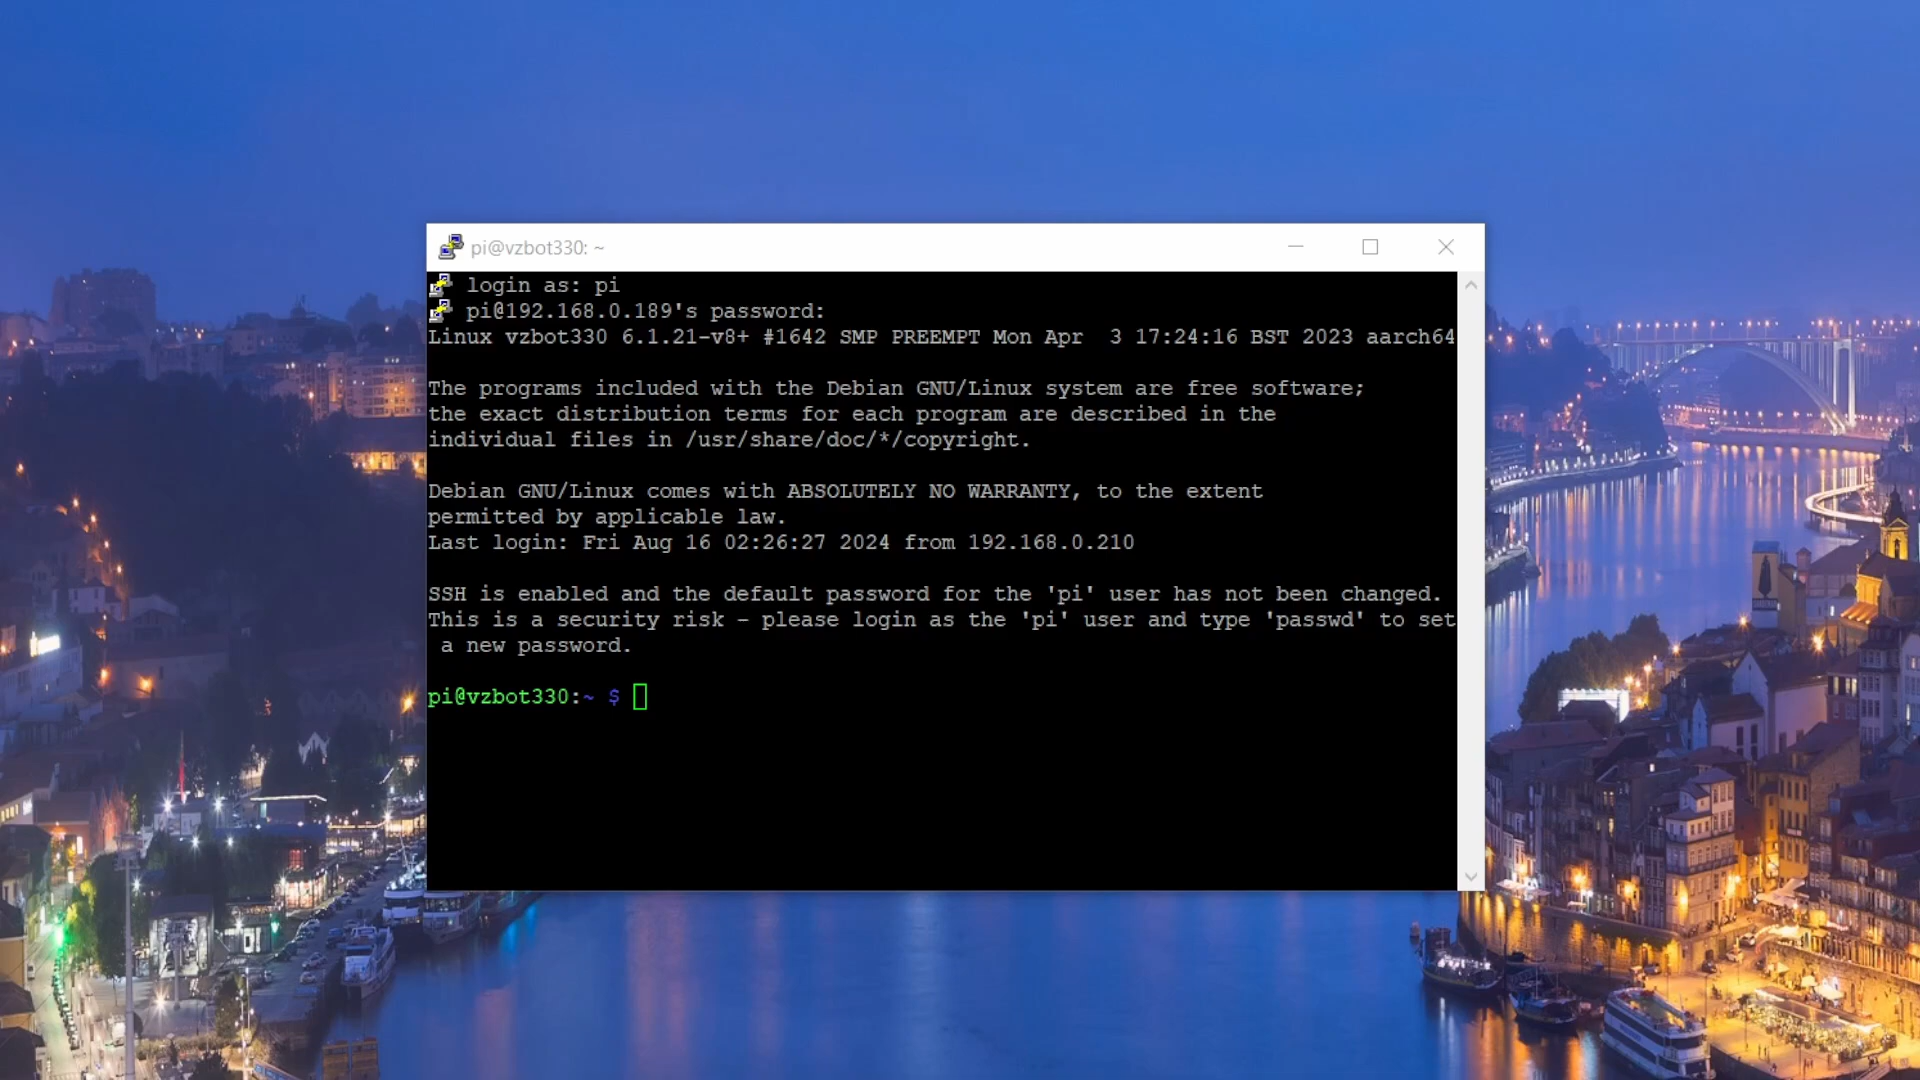 pi@vzbot330: ~
login as: pi
pi@192.168.0.189's password:
Linux vzbot330 6.1.21-v8+ #1642 SMP PREEMPT Mon Apr  3 17:24:16 BST 2023 aarch64
The programs included with the Debian GNU/Linux system are free software;
the exact distribution terms for each program are described in the
individual files in /usr/share/doc/*/copyright.
Debian GNU/Linux comes with ABSOLUTELY NO WARRANTY, to the extent
permitted by applicable law.
Last login: Fri Aug 16 02:26:27 2024 from 192.168.0.210
SSH is enabled and the default password for the 'pi' user has not been changed.
This is a security risk - please login as the 'pi' user and type 'passwd' to set
 a new password.
pi@vzbot330:~ $